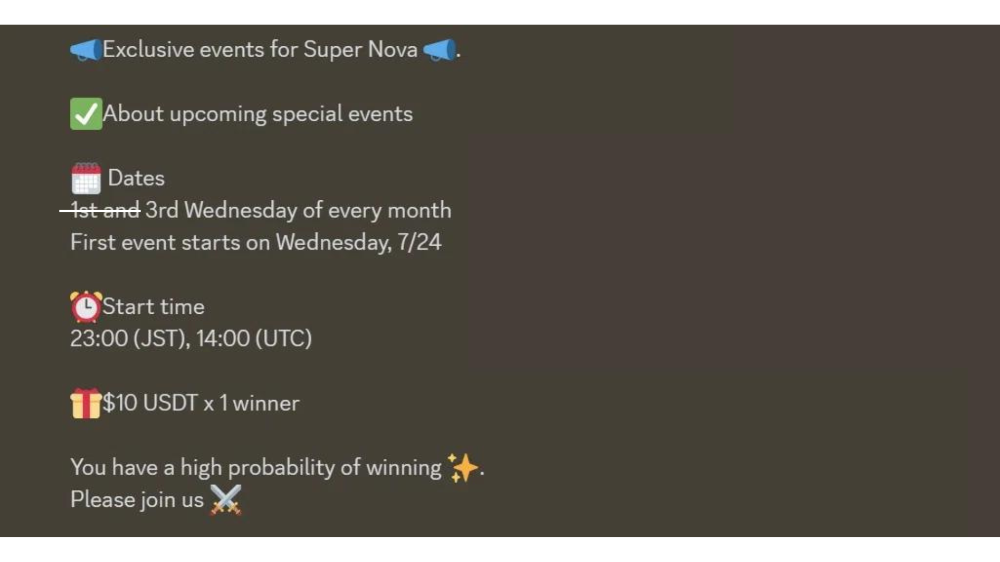 📣Exclusive events for Super Nova 📣.
✅About upcoming special events
🗓️ Dates
~~1st and~~ 3rd Wednesday of every month
First event starts on Wednesday, 7/24
⏰Start time
23:00 (JST), 14:00 (UTC)
🎁$10 USDT x 1 winner
You have a high probability of winning ✨.
Please join us ⚔️